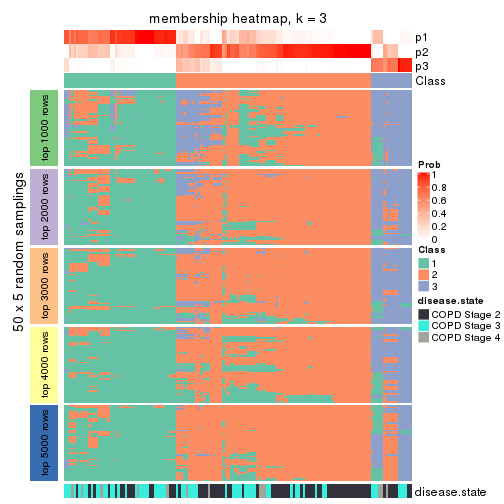 membership heatmap, k = 3
p1
p2
p3
Class
50 x 5 random samplings
top 1000 rows
top 2000 rows
top 3000 rows
top 4000 rows
top 5000 rows
Prob
1
0.8
0.6
0.4
0.2
0
Class
1
2
3
disease.state
COPD Stage 2
COPD Stage 3
COPD Stage 4
disease.state